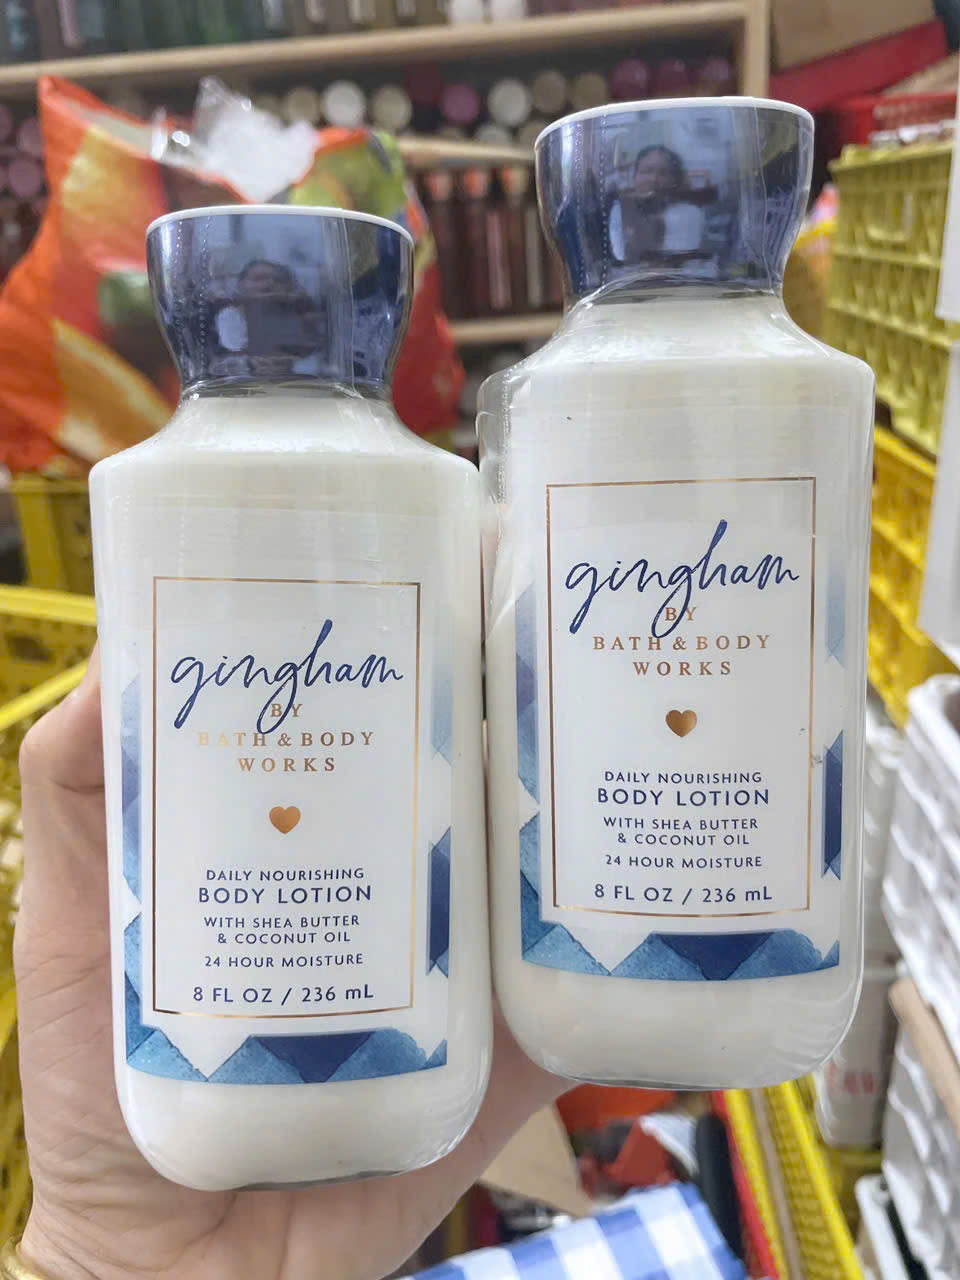 gingham
BY
BATH & BODY
WORKS
DAILY NOURISHING
BODY LOTION
WITH SHEA BUTTER
& COCONUT OIL
24 HOUR MOISTURE
8 FL OZ / 236 mL
gingham
BY
BATH & BODY
WORKS
DAILY NOURISHING
BODY LOTION
WITH SHEA BUTTER
& COCONUT OIL
24 HOUR MOISTURE
8 FL OZ / 236 mL